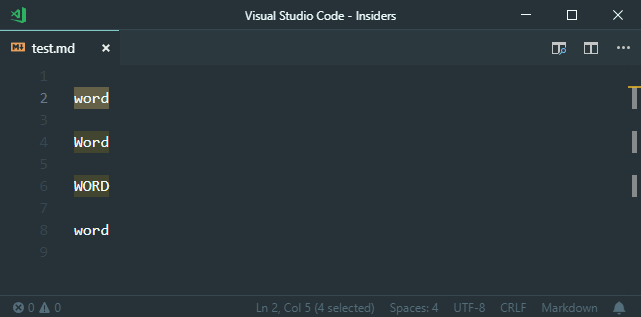 Visual Studio Code - Insiders
test.md
1
2 word
3
4 Word
5
6 WORD
7
8 word
9
0 0 Ln 2, Col 5 (4 selected) Spaces: 4 UTF-8 CRLF Markdown